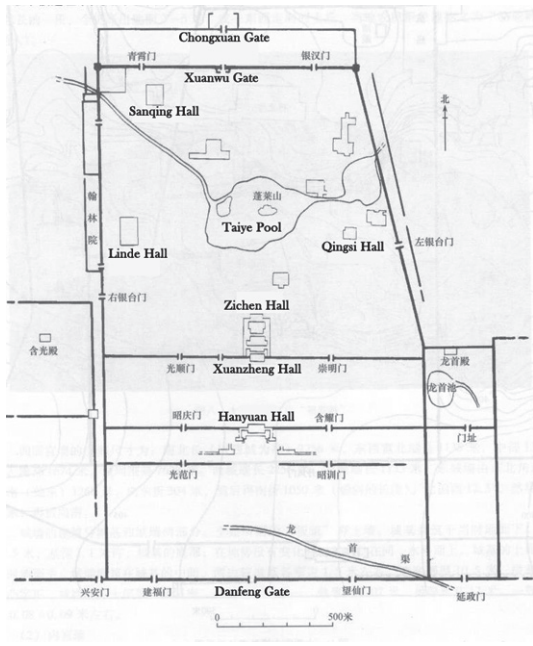 Chongxuan Gate
青霄门
银汉门
Xuanwu Gate
Sanqing Hall
北
翰林院
蓬莱山
Taiye Pool
Linde Hall
Qingsi Hall
左银台门
右银台门
Zichen Hall
含光殿
光顺门
Xuanzheng Hall
崇明门
龙首殿
龙首池
昭庆门
Hanyuan Hall
含耀门
门址
光范门
昭训门
龙首渠
兴安门
建福门
Danfeng Gate
望仙门
延政门
0
500米